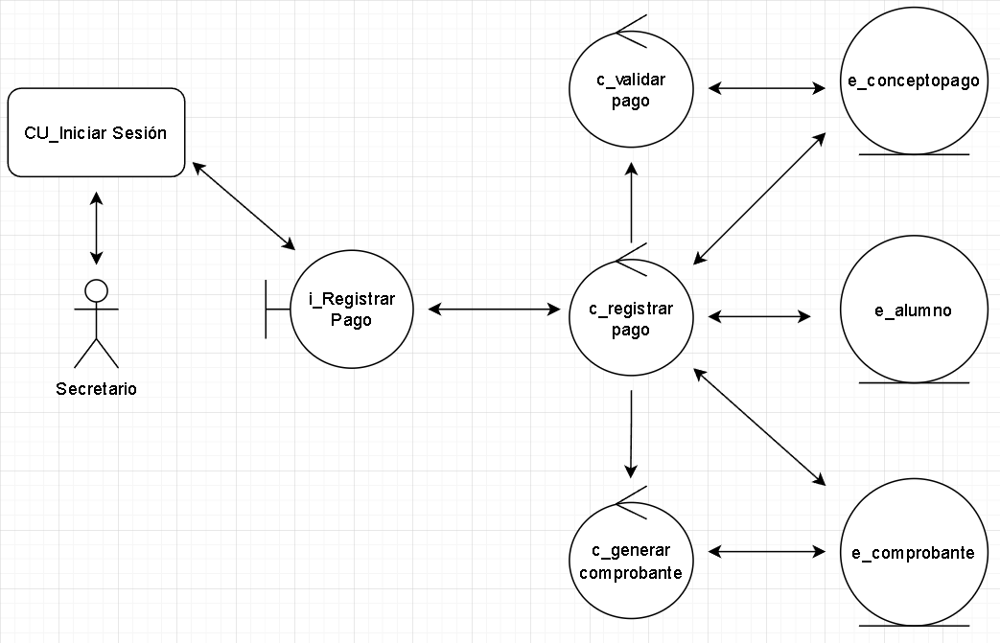 CU_Iniciar Sesión
Secretario
i_Registrar
Pago
c_validar
pago
c_registrar
pago
c_generar
comprobante
e_conceptopago
e_alumno
e_comprobante